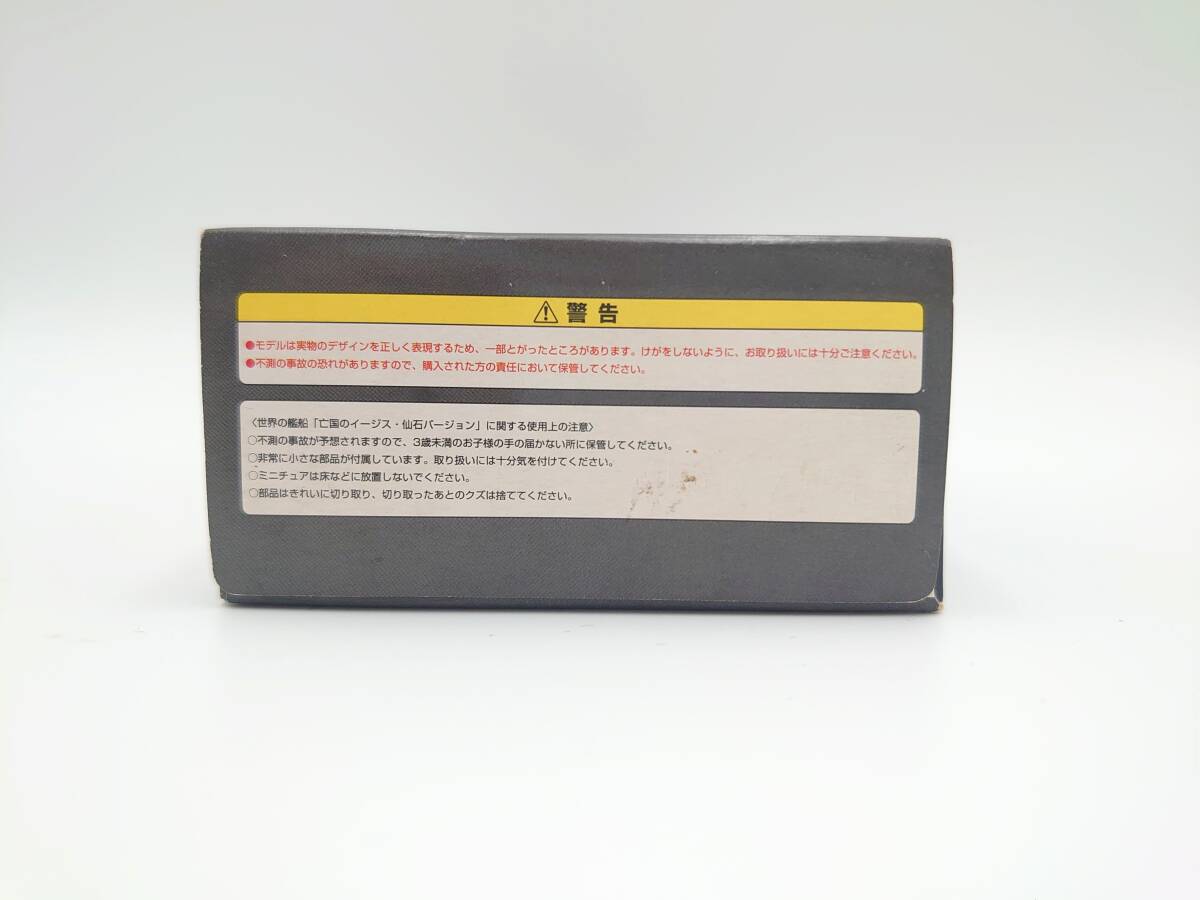 警告
●モデルは実物のデザインを正しく表現するため、一部とがったところがあります。けがをしないように、お取り扱いには十分ご注意ください。
●不測の事故の恐れがありますので、購入された方の責任において保管してください。
〈世界の艦船「亡国のイージス・仙石バージョン」に関する使用上の注意〉
○不測の事故が予想されますので、3歳未満のお子様の手の届かない所に保管してください。
○非常に小さな部品が付属しています。取り扱いには十分気を付けてください。
○ミニチュアは床などに放置しないでください。
○部品はきれいに切り取り、切り取ったあとのクズは捨ててください。